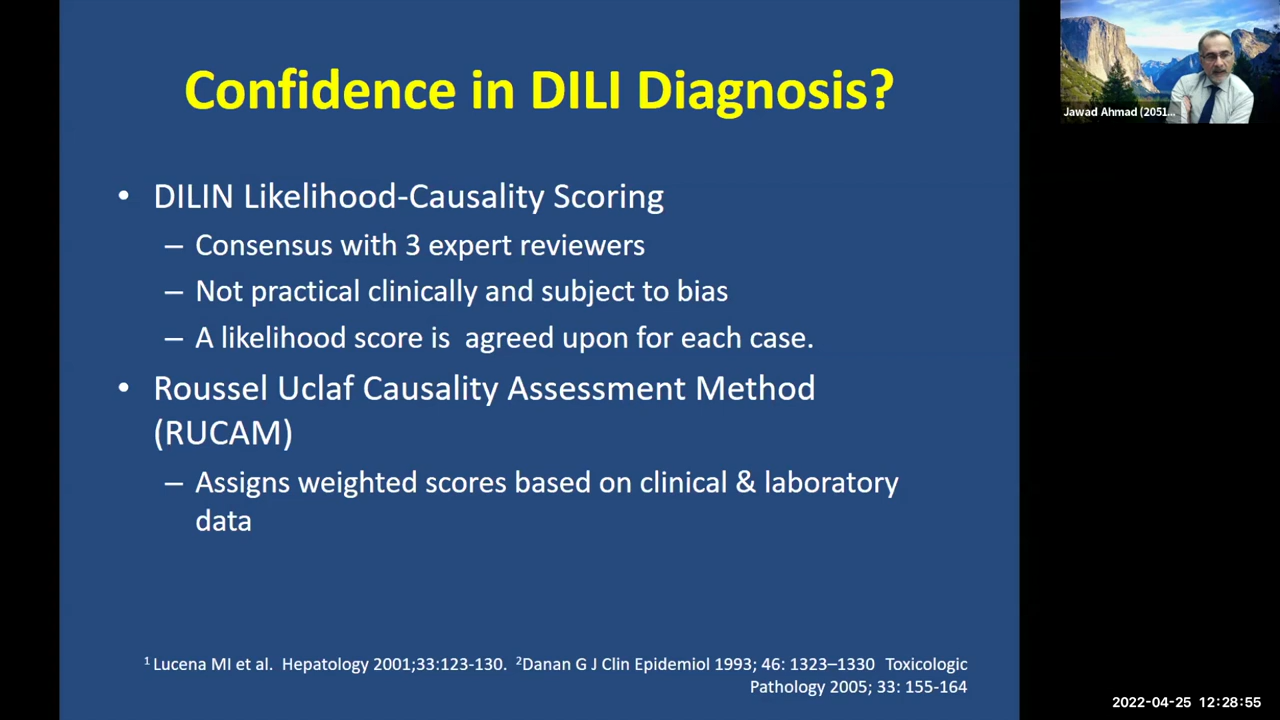 Confidence in DILI Diagnosis?
• DILIN Likelihood-Causality Scoring
– Consensus with 3 expert reviewers
– Not practical clinically and subject to bias
– A likelihood score is  agreed upon for each case.
• Roussel Uclaf Causality Assessment Method
(RUCAM)
– Assigns weighted scores based on clinical & laboratory
data
1 Lucena MI et al.  Hepatology 2001;33:123-130.  2Danan G J Clin Epidemiol 1993; 46: 1323–1330  Toxicologic
Pathology 2005; 33: 155-164
Jawad Ahmad (2051...
2022-04-25 12:28:55